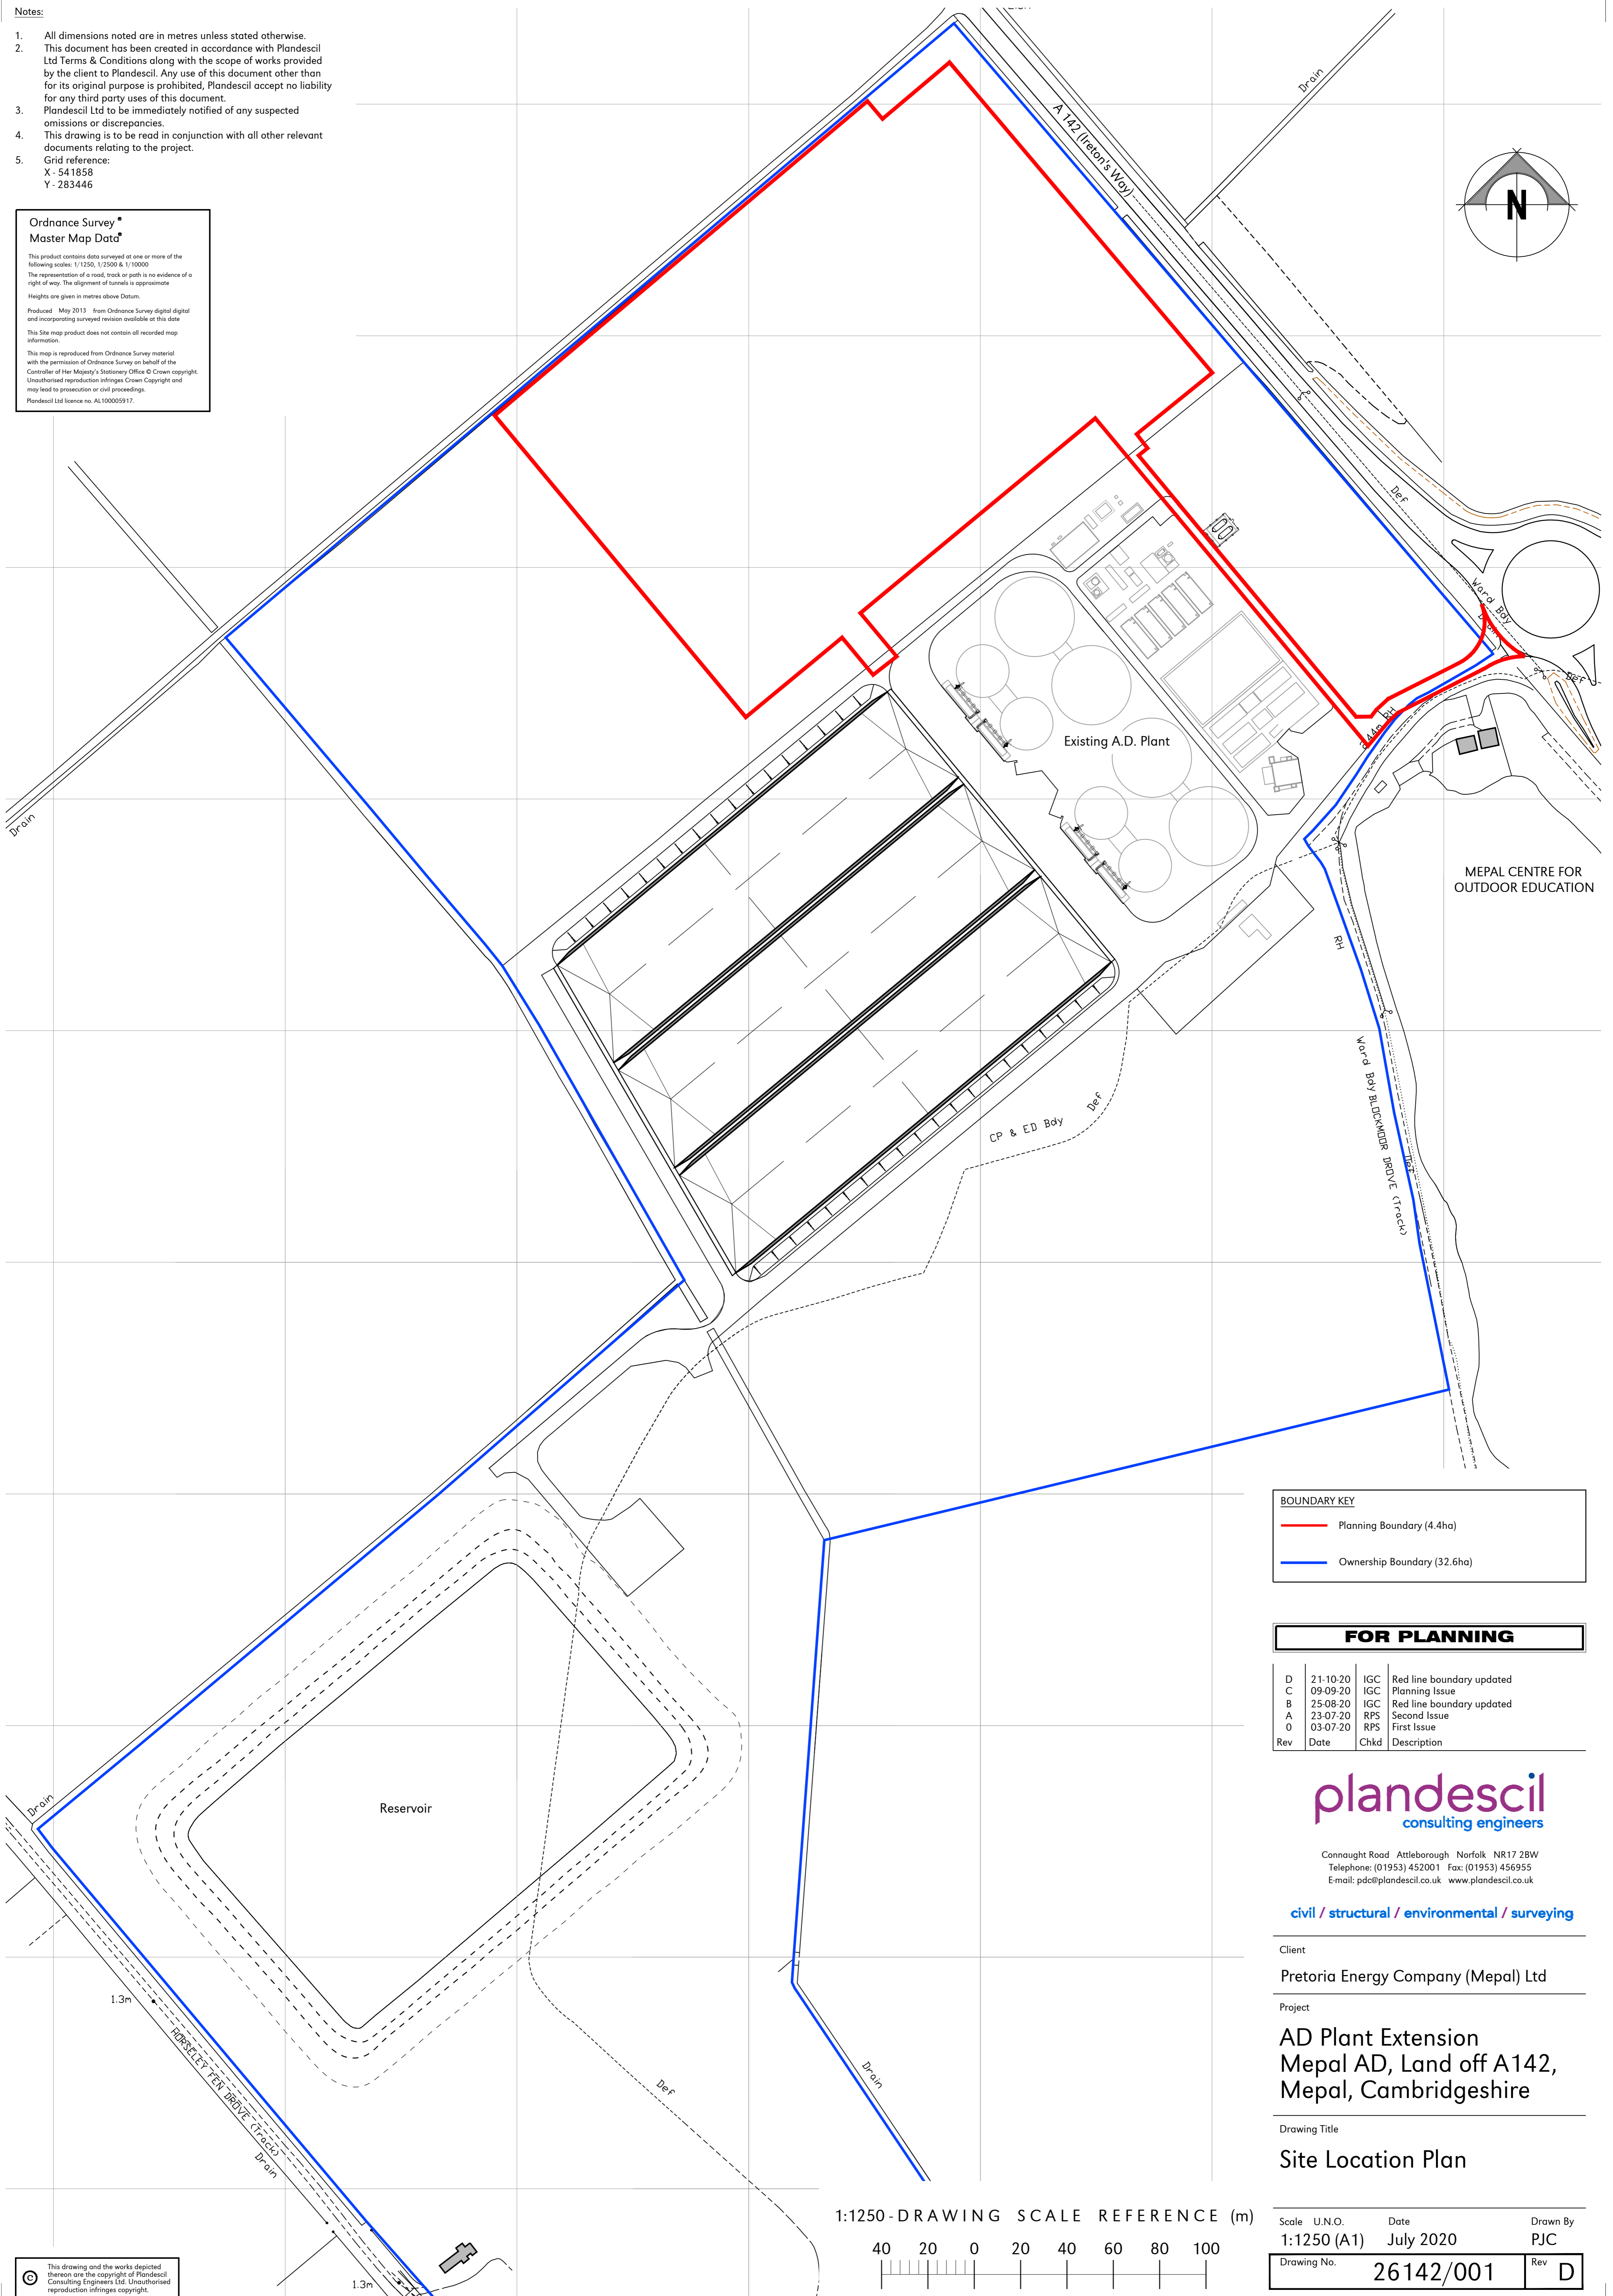 Notes:
1. All dimensions noted are in metres unless stated otherwise.
2. This document has been created in accordance with Plandescil
Ltd Terms & Conditions along with the scope of works provided
by the client to Plandescil. Any use of this document other than
for its original purpose is prohibited, Plandescil accept no liability
for any third party uses of this document.
3. Plandescil Ltd to be immediately notified of any suspected
omissions or discrepancies.
4. This drawing is to be read in conjunction with all other relevant
documents relating to the project.
5. Grid reference:
X - 541858
Y - 283446
Ordnance Survey
Master Map Data
This product contains data surveyed at one or more of the
following scales: 1/1250, 1/2500 & 1/10000
The representation of a road, track or path is no evidence of a
right of way. The alignment of tunnels is approximate
Heights are given in metres above Datum.
Produced May 2013 from Ordnance Survey digital digital
and incorporating surveyed revision available at this date
This Site map product does not contain all recorded map
information.
This map is reproduced from Ordnance Survey material
with the permission of Ordnance Survey on behalf of the
Controller of Her Majesty's Stationery Office © Crown copyright.
Unauthorised reproduction infringes Crown Copyright and
may lead to prosecution or civil proceedings.
Plandescil Ltd licence no. AL100005917.
Drain
A 142 (Ireton's Way)
N
Def
Ward Bdy
Def
RH
Existing A.D. Plant
Drain
MEPAL CENTRE FOR
OUTDOOR EDUCATION
RH
Ward Bdy BLOCKMOOR DROVE (Track)
Def
CP & ED Bdy
Def
Drain
Reservoir
1.3m
HORSELEY FEN DROVE (Track)
Drain
Def
Drain
1.3m
BOUNDARY KEY
Planning Boundary (4.4ha)
Ownership Boundary (32.6ha)
FOR PLANNING
D 21-10-20 IGC Red line boundary updated
C 09-09-20 IGC Planning Issue
B 25-08-20 IGC Red line boundary updated
A 23-07-20 RPS Second Issue
0 03-07-20 RPS First Issue
Rev Date Chkd Description
plandescil
consulting engineers
Connaught Road Attleborough Norfolk NR17 2BW
Telephone: (01953) 452001 Fax: (01953) 456955
E-mail: pdc@plandescil.co.uk www.plandescil.co.uk
civil / structural / environmental / surveying
Client
Pretoria Energy Company (Mepal) Ltd
Project
AD Plant Extension
Mepal AD, Land off A142,
Mepal, Cambridgeshire
Drawing Title
Site Location Plan
Scale U.N.O. Date Drawn By
1:1250 (A1) July 2020 PJC
Drawing No. 26142/001 Rev D
1:1250 - DRAWING SCALE REFERENCE (m)
40 20 0 20 40 60 80 100
© This drawing and the works depicted
thereon are the copyright of Plandescil
Consulting Engineers Ltd. Unauthorised
reproduction infringes copyright.